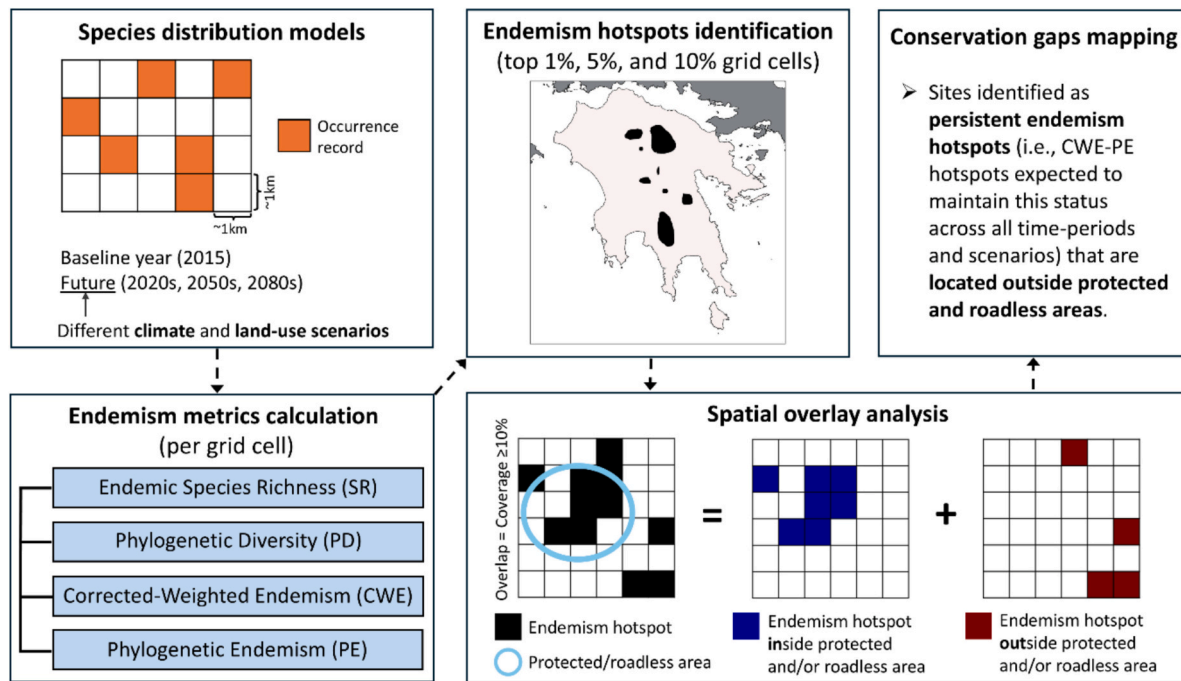 Species distribution models
Occurrence
record
~1km
~1km
Baseline year (2015)
Future (2020s, 2050s, 2080s)
Different climate and land-use scenarios
Endemism metrics calculation
(per grid cell)
Endemic Species Richness (SR)
Phylogenetic Diversity (PD)
Corrected-Weighted Endemism (CWE)
Phylogenetic Endemism (PE)
Endemism hotspots identification
(top 1%, 5%, and 10% grid cells)
Spatial overlay analysis
Overlap = Coverage ≥10%
=
+
Endemism hotspot
Protected/roadless area
Endemism hotspot
inside protected
and/or roadless area
Endemism hotspot
outside protected
and/or roadless area
Conservation gaps mapping
➢ Sites identified as
persistent endemism
hotspots (i.e., CWE-PE
hotspots expected to
maintain this status
across all time-periods
and scenarios) that are
located outside protected
and roadless areas.